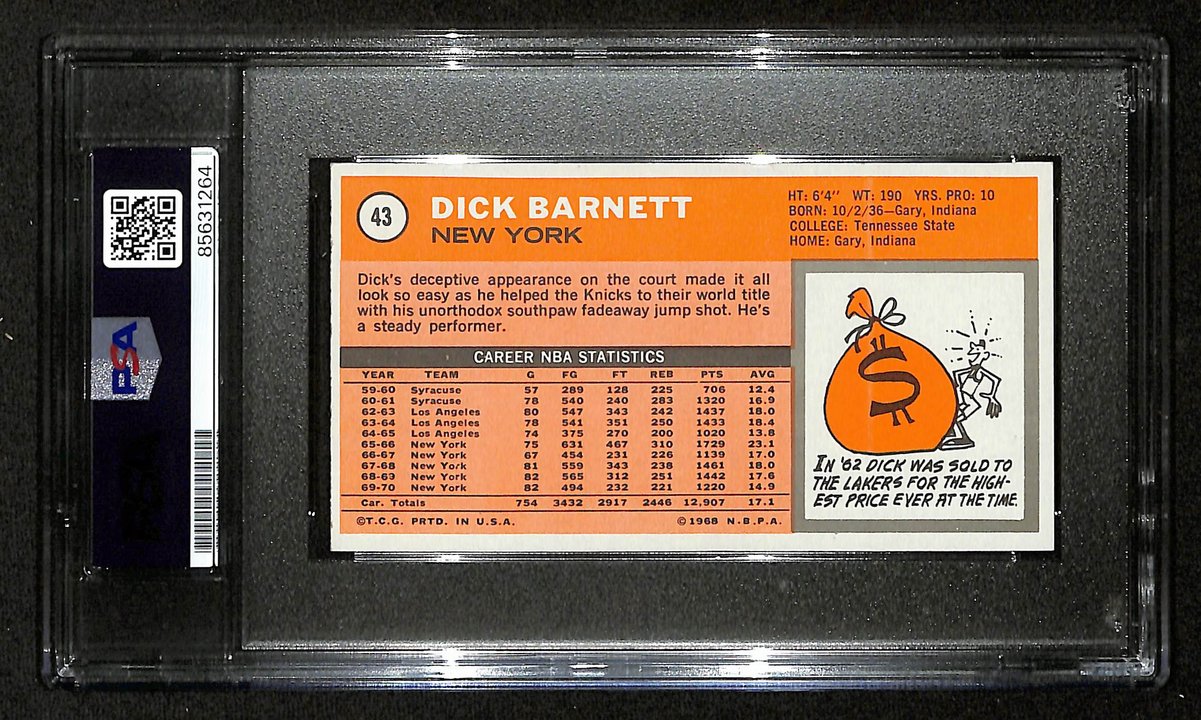 85631264
PSA
43
DICK BARNETT
NEW YORK
HT: 6'4" WT: 190 YRS. PRO: 10
BORN: 10/2/36—Gary, Indiana
COLLEGE: Tennessee State
HOME: Gary, Indiana
Dick's deceptive appearance on the court made it all
look so easy as he helped the Knicks to their world title
with his unorthodox southpaw fadeaway jump shot. He's
a steady performer.
CAREER NBA STATISTICS
YEAR TEAM G FG FT REB PTS AVG
59-60 Syracuse 57 289 128 225 706 12.4
60-61 Syracuse 78 540 240 283 1320 16.9
62-63 Los Angeles 80 547 343 242 1437 18.0
63-64 Los Angeles 78 541 351 250 1433 18.4
64-65 Los Angeles 74 375 270 200 1020 13.8
65-66 New York 75 631 467 310 1729 23.1
66-67 New York 67 454 231 226 1139 17.0
67-68 New York 81 559 343 238 1461 18.0
68-69 New York 82 565 312 251 1442 17.6
69-70 New York 82 494 232 221 1220 14.9
Car. Totals 754 3432 2917 2446 12,907 17.1
©T.C.G. PRTD. IN U.S.A. ©1968 N.B.P.A.
$
IN '62 DICK WAS SOLD TO
THE LAKERS FOR THE HIGH-
EST PRICE EVER AT THE TIME.